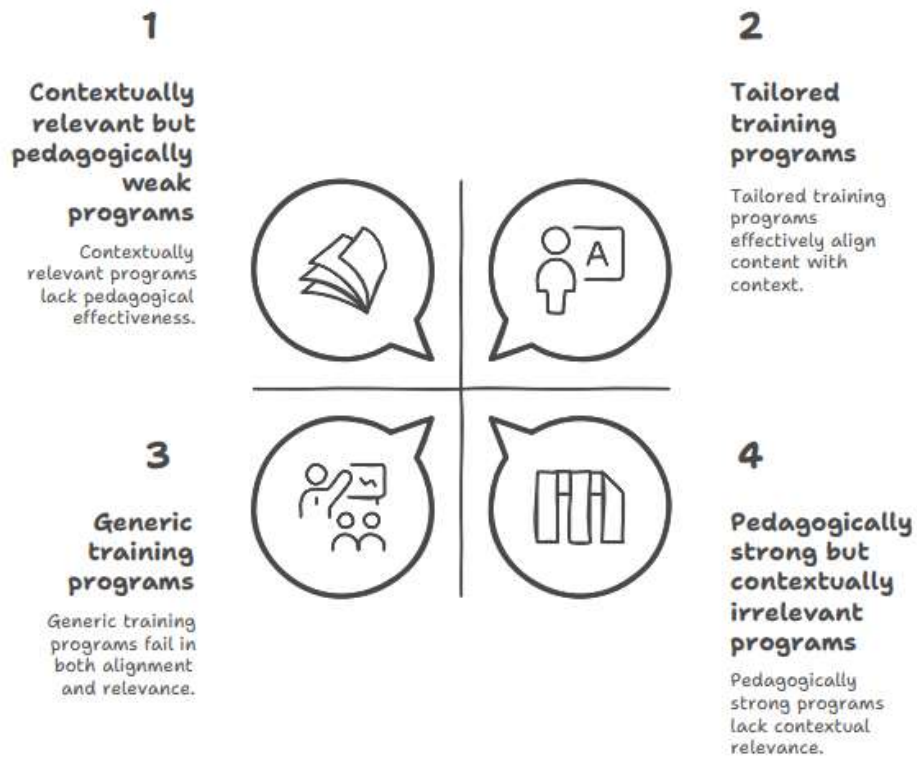 1
Contextually
relevant but
pedagogically
weak
programs
Contextually
relevant programs
lack pedagogical
effectiveness.
2
Tailored
training
programs
Tailored training
programs
effectively align
content with
context.
A
3
Generic
training
programs
Generic training
programs fail in
both alignment
and relevance.
4
Pedagogically
strong but
contextually
irrelevant
programs
Pedagogically
strong programs
lack contextual
relevance.